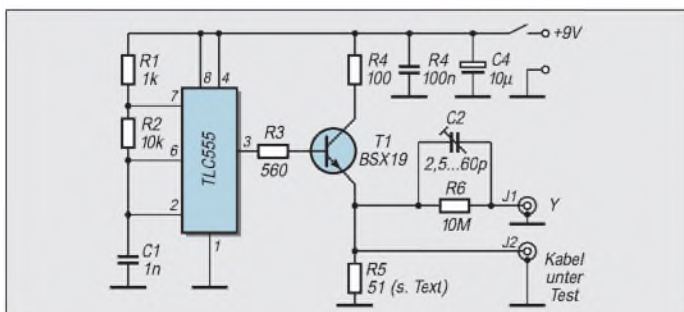 +9V
R1
1k
R2
10k
C1
1n
7
6
2
8
4
3
1
TLC555
R3
560
R4
100
T1
BSX19
R4
100n
C4
10µ
C2
2,5...60p
R6
10M
J1
Y
J2
Kabel
unter
Test
R5
51 (s. Text)